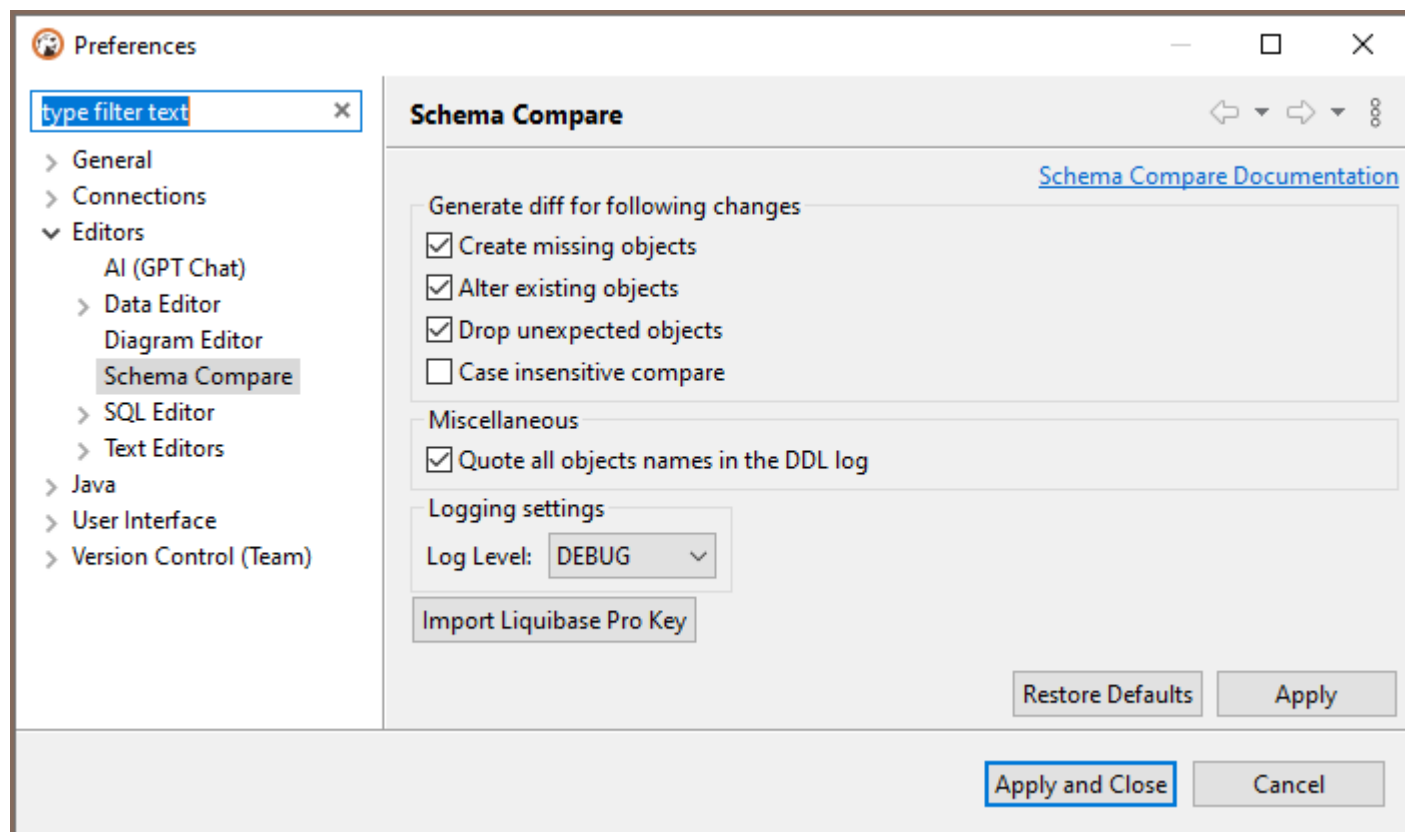 Preferences
type filter text
General
Connections
Editors
AI (GPT Chat)
Data Editor
Diagram Editor
Schema Compare
SQL Editor
Text Editors
Java
User Interface
Version Control (Team)
Schema Compare
Schema Compare Documentation
Generate diff for following changes
Create missing objects
Alter existing objects
Drop unexpected objects
Case insensitive compare
Miscellaneous
Quote all objects names in the DDL log
Logging settings
Log Level: DEBUG
Import Liquibase Pro Key
Restore Defaults Apply
Apply and Close Cancel